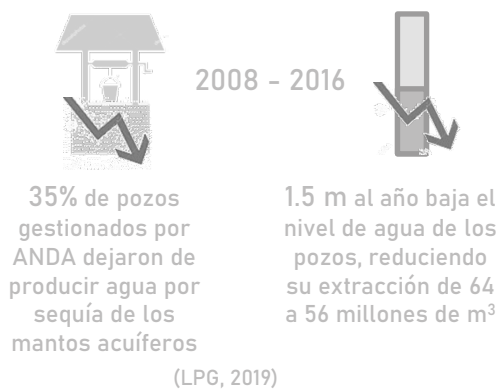 2008 - 2016
35% de pozos
gestionados por
ANDA dejaron de
producir agua por
sequía de los
mantos acuíferos
1.5 m al año baja el
nivel de agua de los
pozos, reduciendo
su extracción de 64
a 56 millones de m³
(LPG, 2019)